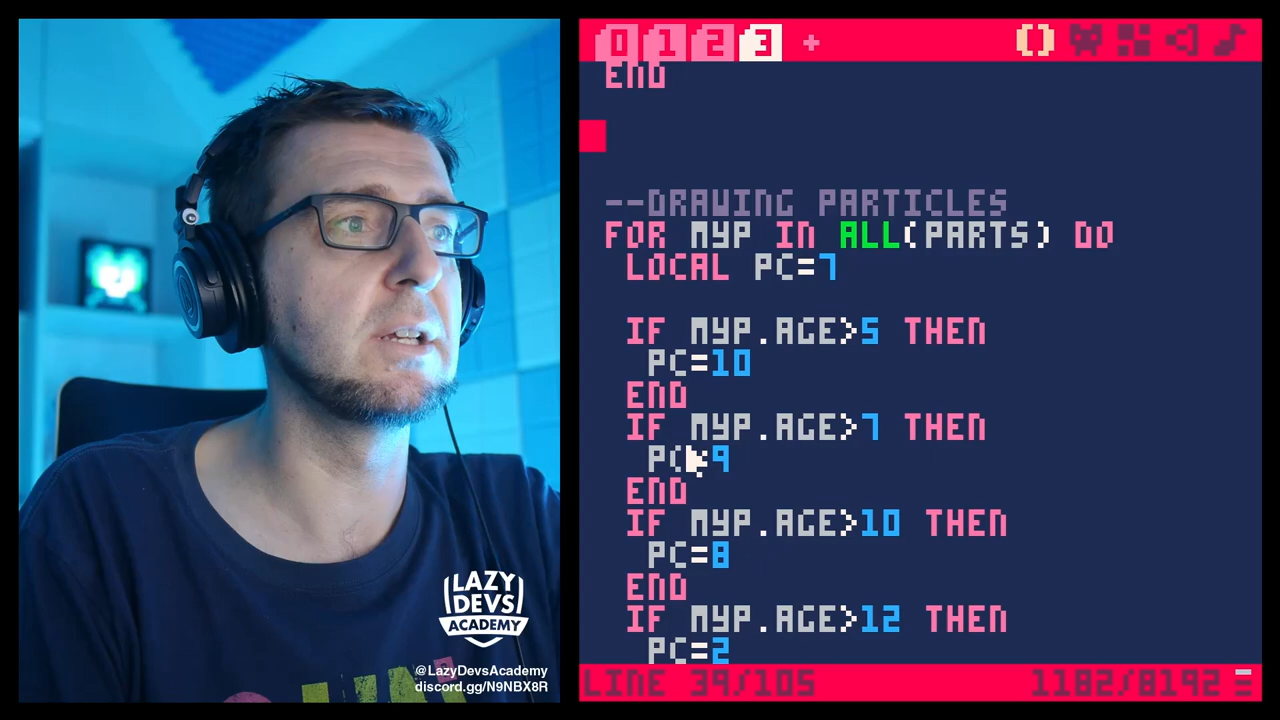 0 1 2 3 +
END
--DRAWING PARTICLES
FOR MYP IN ALL(PARTS) DO
LOCAL PC=7
IF MYP.AGE>5 THEN
PC=10
END
IF MYP.AGE>7 THEN
PC 9
END
IF MYP.AGE>10 THEN
PC=8
END
IF MYP.AGE>12 THEN
PC=2
LINE 39/105
1182/8192
LAZY
DEVS
ACADEMY
@LazyDevsAcademy
discord.gg/N9NBX8R